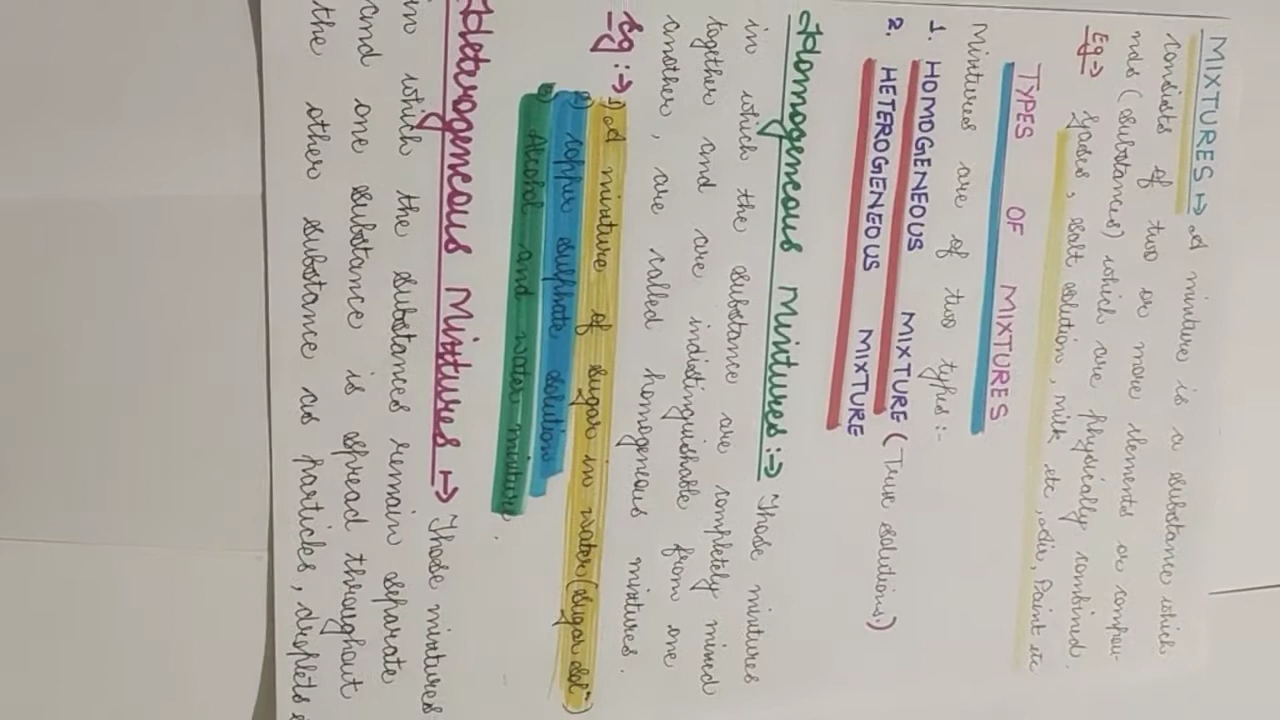 MIXTURES → A mixture is a substance which
consists of two or more elements or compou-
nds (substances) which are physically combined.
Eg → gases, salt solution, milk etc, air, Paint etc
TYPES OF MIXTURES
Mixtures are of two types :-
1. HOMOGENEOUS MIXTURE (True solutions.)
2. HETEROGENEOUS MIXTURE
Homogeneous Mixtures :→ Those mixtures
in which the substance are completely mixed
together and are indistinguishable from one
another, are called homogeneous mixtures.
Eg :→ 1) A mixture of sugar in water (sugar solⁿ)
2) copper sulphate solution
3) Alcohol and water mixture.
Heterogeneous Mixtures → Those mixtures
in which the substances remain separate
and one substance is spread throughout
the other substance as particles, droplets